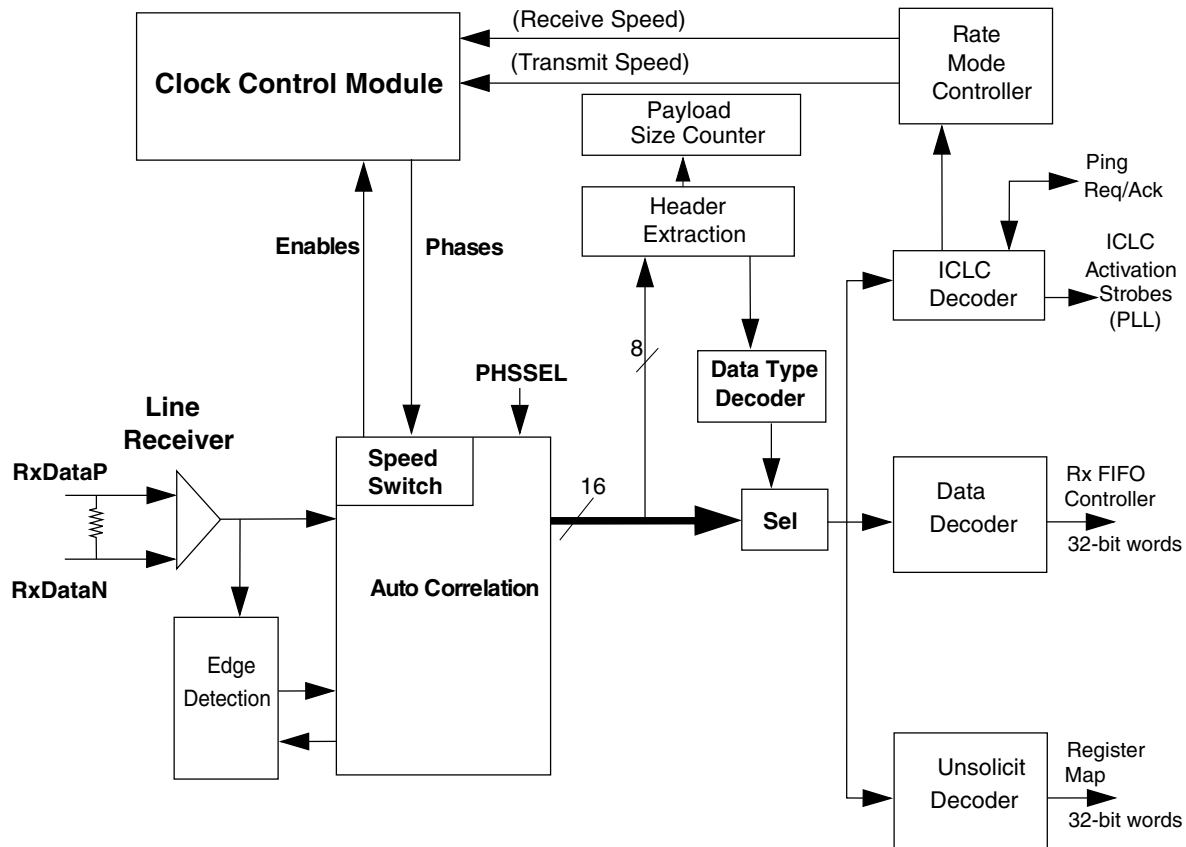 (Receive Speed)
(Transmit Speed)
Clock Control Module
Rate
Mode
Controller
Payload
Size Counter
Header
Extraction
Ping
Req/Ack
Enables
Phases
ICLC
Decoder
ICLC
Activation
Strobes
(PLL)
8
PHSSEL
Data Type
Decoder
Line
Receiver
RxDataP
RxDataN
Speed
Switch
16
Sel
Auto Correlation
Edge
Detection
Data
Decoder
Rx FIFO
Controller
32-bit words
Unsolicit
Decoder
Register
Map
32-bit words